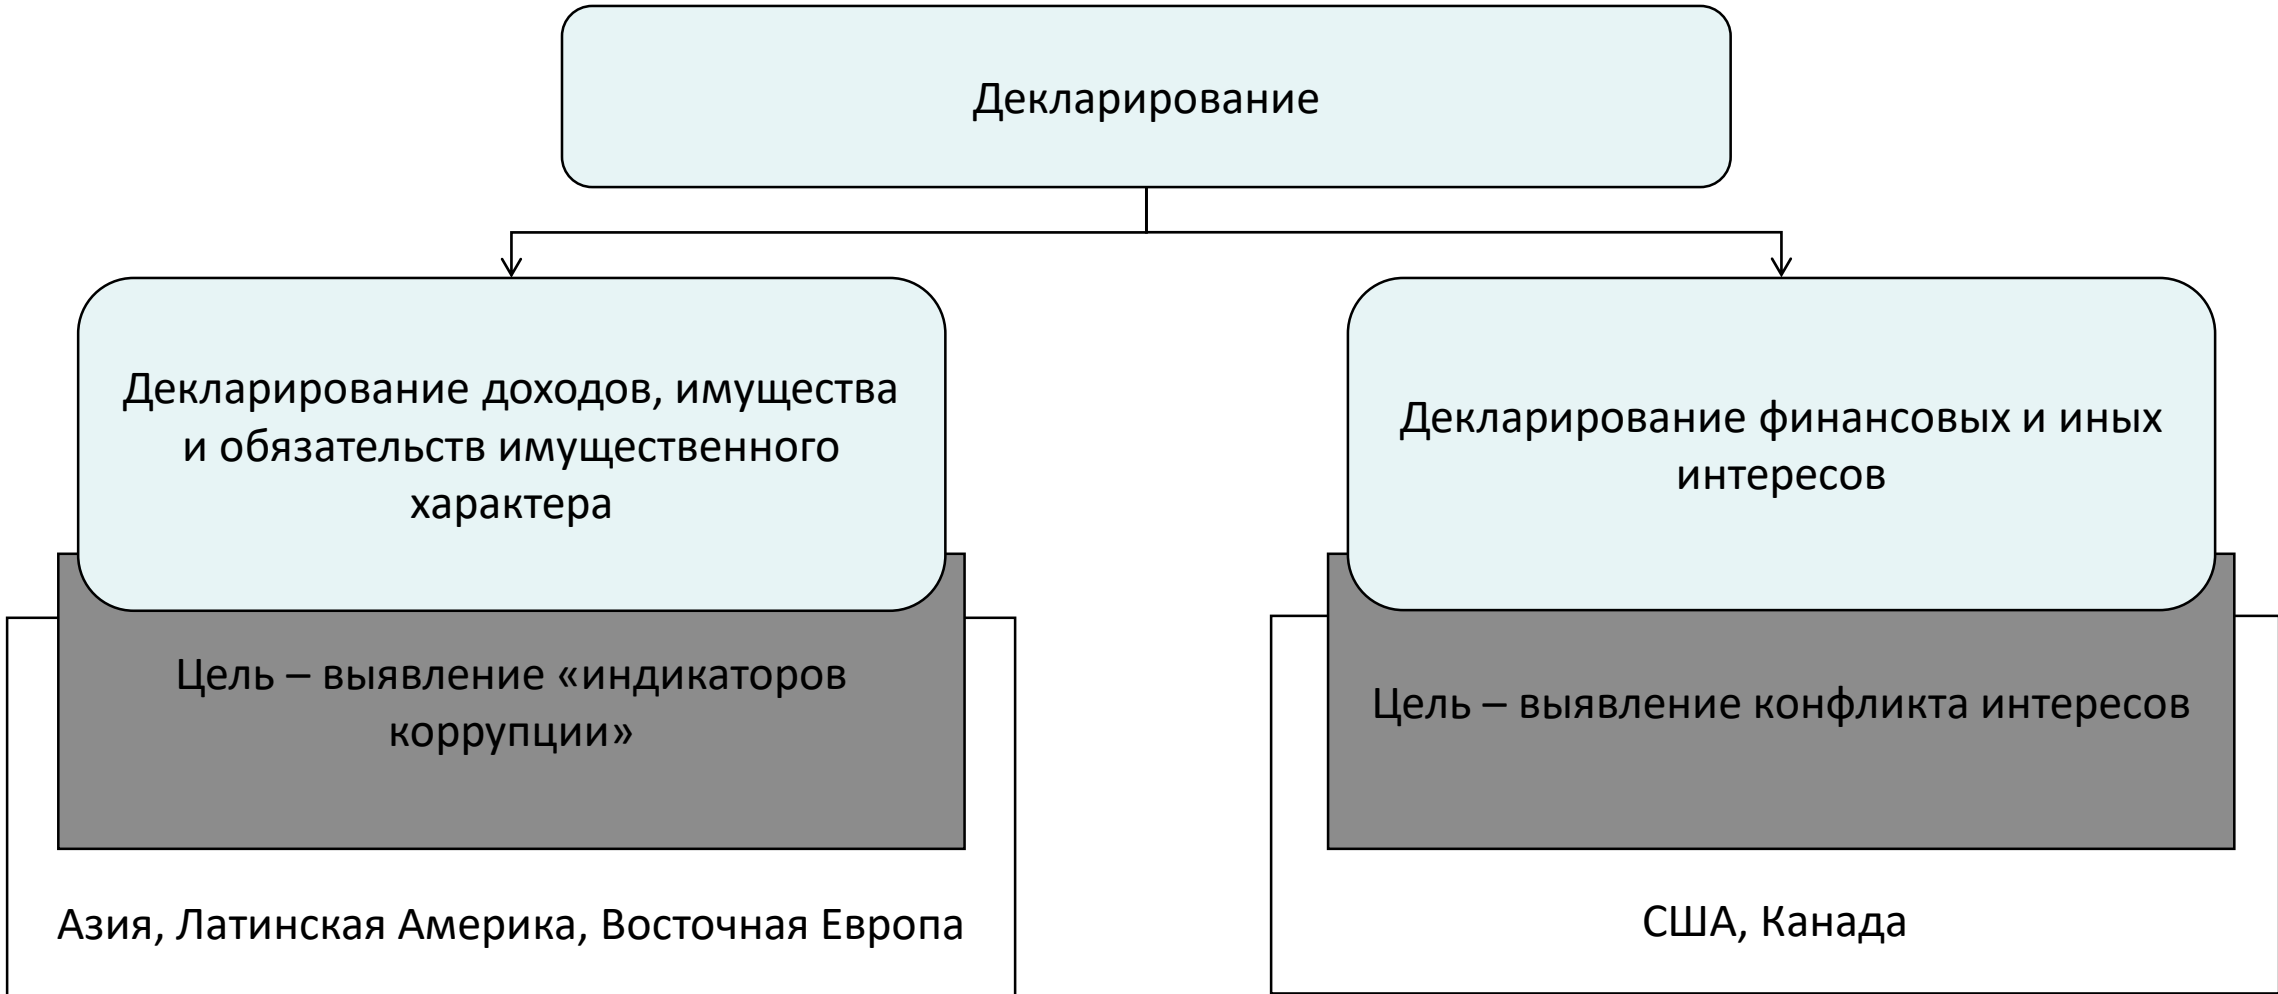 Декларирование
Декларирование доходов, имущества
и обязательств имущественного
характера
Цель – выявление «индикаторов
коррупции»
Азия, Латинская Америка, Восточная Европа
Декларирование финансовых и иных
интересов
Цель – выявление конфликта интересов
США, Канада